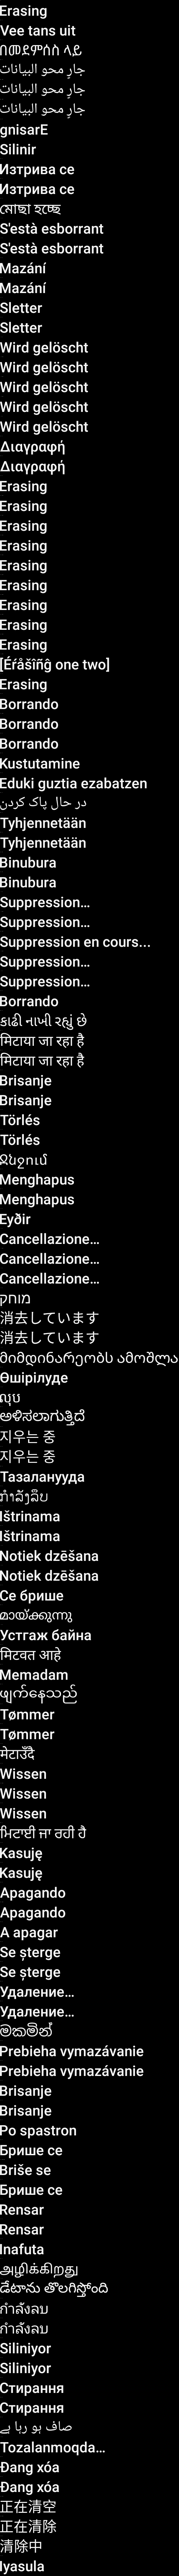 Erasing
Vee tans uit
በመደምሰስ ላይ
جارٍ محو البيانات
جارٍ محو البيانات
جارٍ محو البيانات
gnisarE
Silinir
Изтрива се
Изтрива се
মোছা হচ্ছে
S'està esborrant
S'està esborrant
Mazání
Mazání
Sletter
Sletter
Wird gelöscht
Wird gelöscht
Wird gelöscht
Wird gelöscht
Wird gelöscht
Διαγραφή
Διαγραφή
Erasing
Erasing
Erasing
Erasing
Erasing
Erasing
Erasing
Erasing
Erasing
[Éŕåšîñĝ one two]
Erasing
Borrando
Borrando
Borrando
Kustutamine
Eduki guztia ezabatzen
در حال پاک کردن
Tyhjennetään
Tyhjennetään
Binubura
Binubura
Suppression…
Suppression…
Suppression en cours…
Suppression…
Suppression…
Borrando
કાઢી નાખી રહ્યું છે
मिटाया जा रहा है
मिटाया जा रहा है
Brisanje
Brisanje
Törlés
Törlés
Ջնջում
Menghapus
Menghapus
Eyðir
Cancellazione…
Cancellazione…
Cancellazione…
מוחק
消去しています
消去しています
მონაცემების ამოშლა
Өшірілуде
លុប
ಅಳಿಸಲಾಗುತ್ತಿದೆ
지우는 중
지우는 중
Тазаланууда
ກຳລັງລຶບ
Ištrinama
Ištrinama
Notiek dzēšana
Notiek dzēšana
Се брише
മായ്ക്കുന്നു
Устгаж байна
मिटवत आहे
Memadam
ဖျက်နေသည်
Tømmer
Tømmer
मेटाउँदै
Wissen
Wissen
Wissen
ਮਿਟਾਈ ਜਾ ਰਹੀ ਹੈ
Kasuję
Kasuję
Apagando
Apagando
A apagar
Se șterge
Se șterge
Удаление…
Удаление…
මකමින්
Prebieha vymazávanie
Prebieha vymazávanie
Brisanje
Brisanje
Po spastron
Брише се
Briše se
Брише се
Rensar
Rensar
Inafuta
அழிக்கிறது
డేటాను తొలగిస్తోంది
กำลังลบ
กำลังลบ
Siliniyor
Siliniyor
Стирання
Стирання
صاف ہو رہا ہے
Tozalanmoqda…
Đang xóa
Đang xóa
正在清空
正在清除
清除中
Iyasula